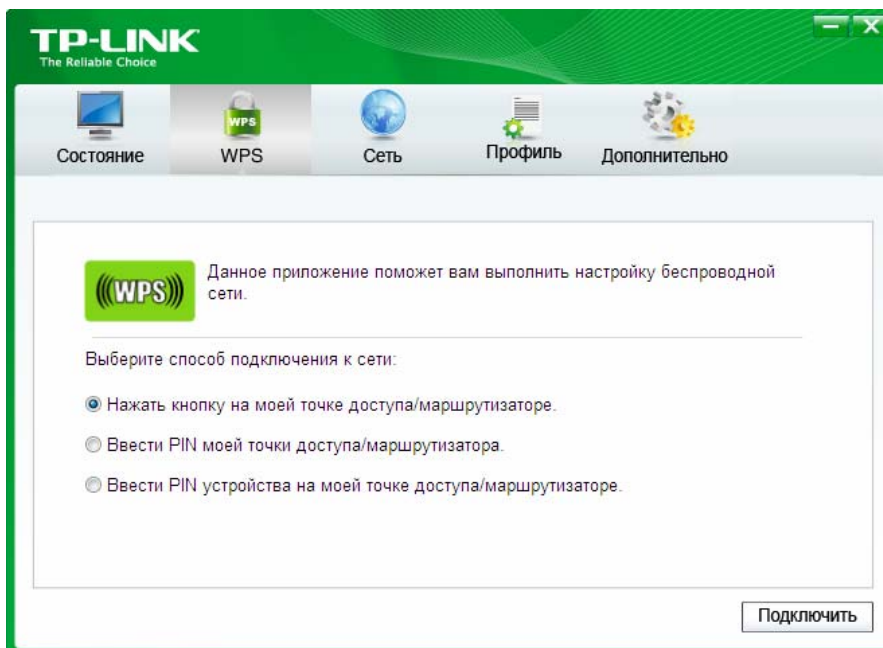 TP-LINK
The Reliable Choice
Состояние
WPS
WPS
Сеть
Профиль
Дополнительно
WPS
Данное приложение поможет вам выполнить настройку беспроводной
сети.
Выберите способ подключения к сети:
Нажать кнопку на моей точке доступа/маршрутизаторе.
Ввести PIN моей точки доступа/маршрутизатора.
Ввести PIN устройства на моей точке доступа/маршрутизаторе.
Подключить